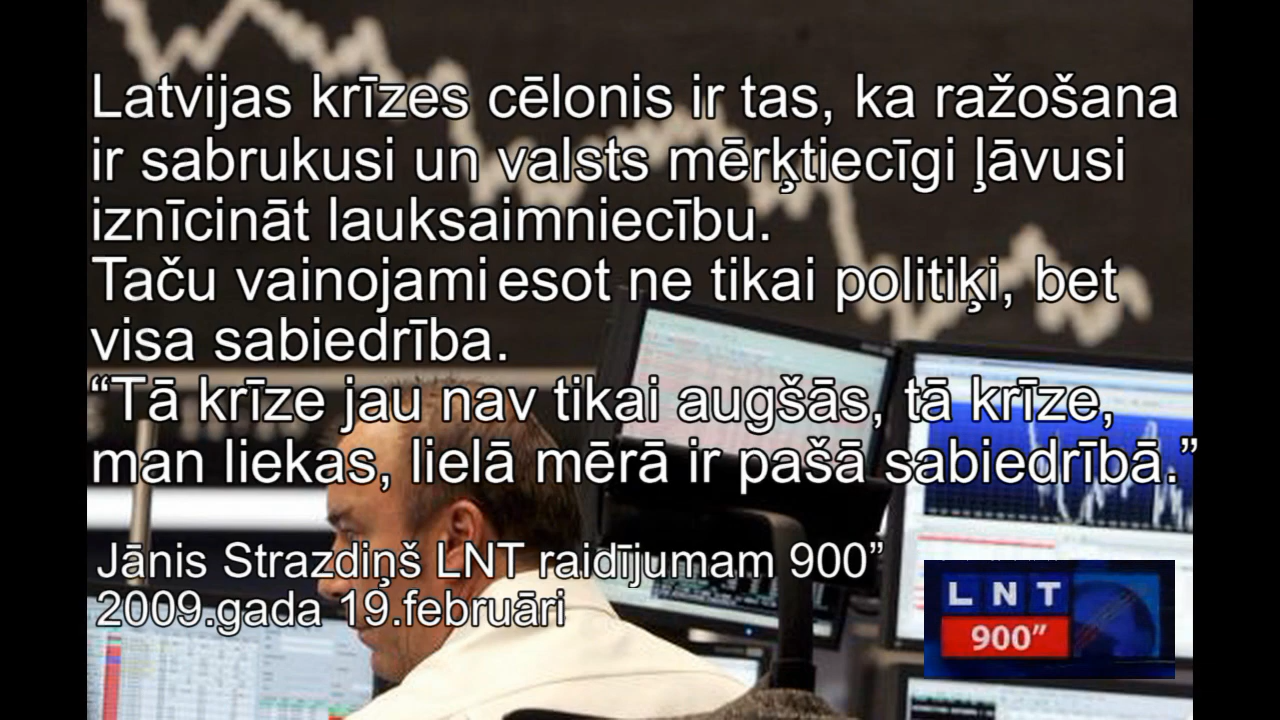 Latvijas krīzes cēlonis ir tas, ka ražošana
ir sabrukusi un valsts mērķtiecīgi ļāvusi
iznīcināt lauksaimniecību.
Taču vainojami esot ne tikai politiķi, bet
visa sabiedrība.
“Tā krīze jau nav tikai augšās, tā krīze,
man liekas, lielā mērā ir pašā sabiedrībā.”
Jānis Strazdiņš LNT raidījumam 900”
2009.gada 19.februāri
LNT
900”